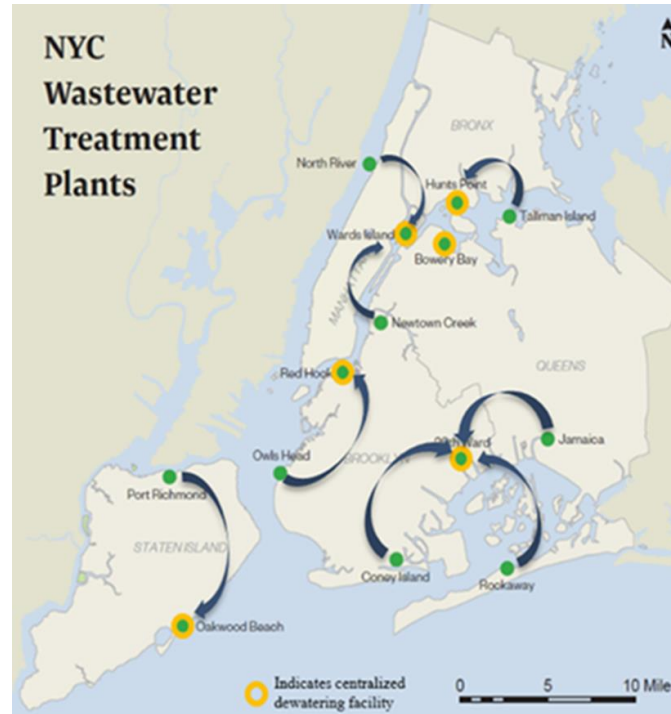 NYC
Wastewater
Treatment
Plants
N
BRONX
North River
Hunts Point
Tallman Island
Wards Island
Bowery Bay
MANHATTAN
Newtown Creek
QUEENS
Red Hook
Jamaica
26th Ward
Owls Head
BROOKLYN
Port Richmond
STATEN ISLAND
Coney Island
Rockaway
Oakwood Beach
Indicates centralized
dewatering facility
0 5 10 Mile